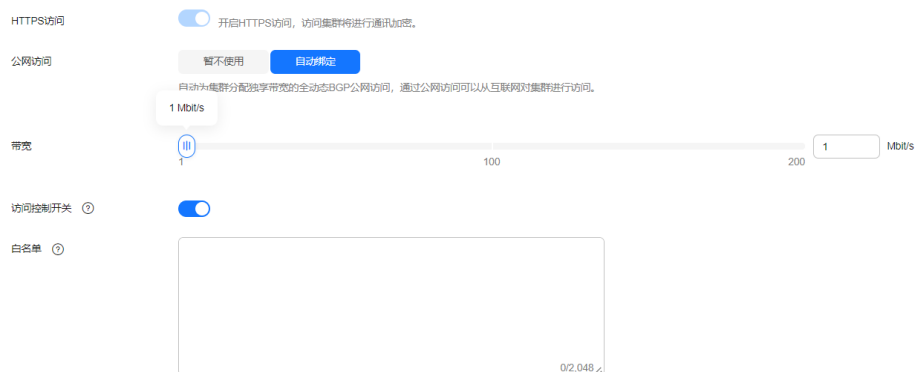 HTTPS访问 开启HTTPS访问，访问集群将进行通讯加密。
公网访问 暂不使用 自动绑定
自动为集群分配独享带宽的全动态BGP公网访问，通过公网访问可以从互联网对集群进行访问。
1 Mbit/s
带宽 1 Mbit/s
1 100 200
访问控制开关 ?
白名单 ?
0/2,048